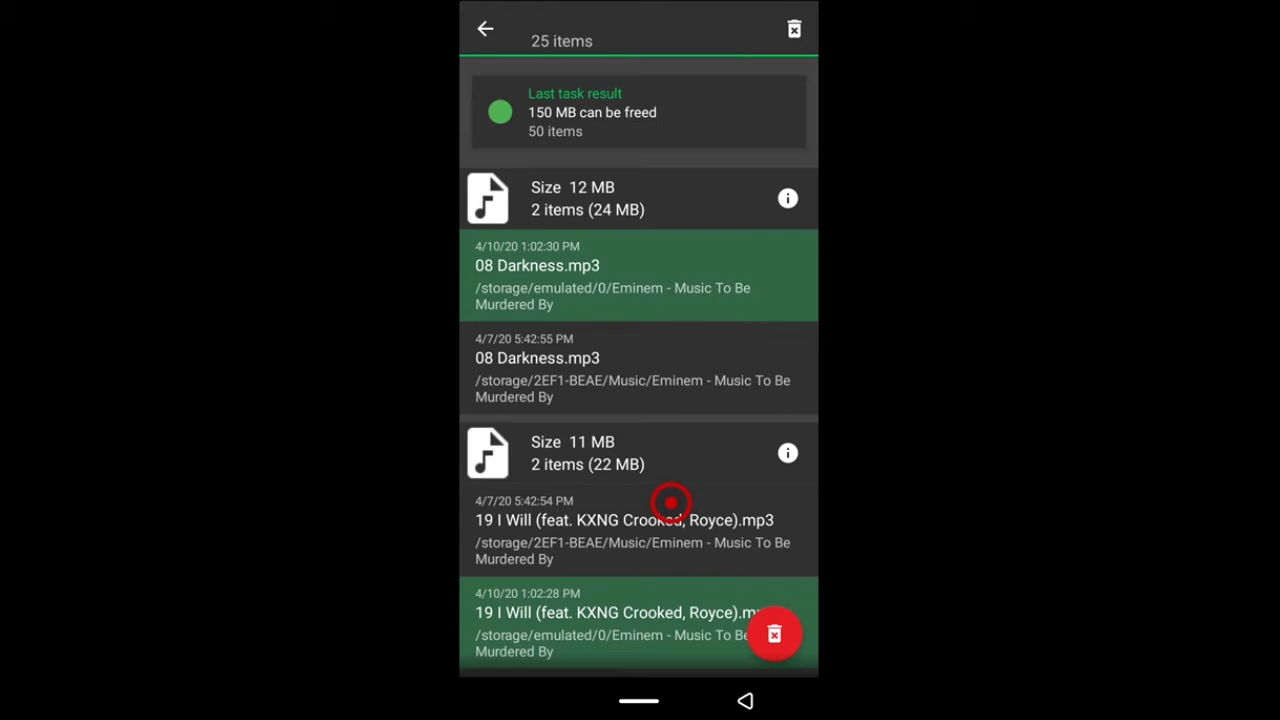 25 items
Last task result
150 MB can be freed
50 items
Size 12 MB
2 items (24 MB)
4/10/20 1:02:30 PM
08 Darkness.mp3
/storage/emulated/0/Eminem - Music To Be
Murdered By
4/7/20 5:42:55 PM
08 Darkness.mp3
/storage/2EF1-BEAE/Music/Eminem - Music To Be
Murdered By
Size 11 MB
2 items (22 MB)
4/7/20 5:42:54 PM
19 I Will (feat. KXNG Crooked, Royce).mp3
/storage/2EF1-BEAE/Music/Eminem - Music To Be
Murdered By
4/10/20 1:02:28 PM
19 I Will (feat. KXNG Crooked, Royce).m
/storage/emulated/0/Eminem - Music To Be
Murdered By